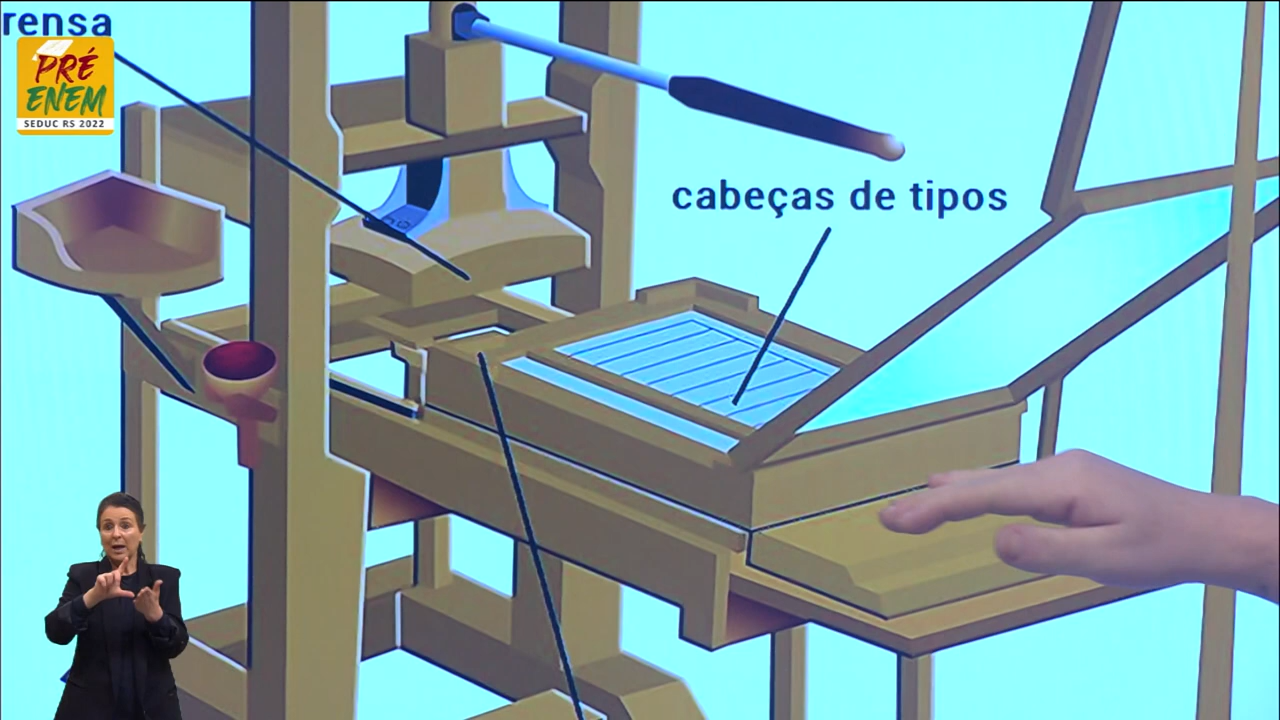 rensa
PRÉ
ENEM
SEDUC RS 2022
cabeças de tipos